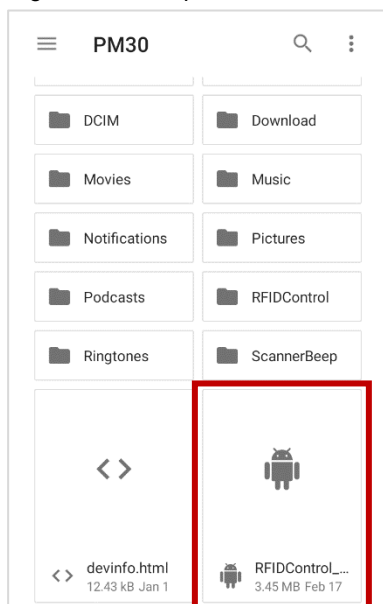 PM30
DCIM
Download
Movies
Music
Notifications
Pictures
Podcasts
RFIDControl
Ringtones
ScannerBeep
devinfo.html
12.43 kB Jan 1
RFIDControl_...
3.45 MB Feb 17